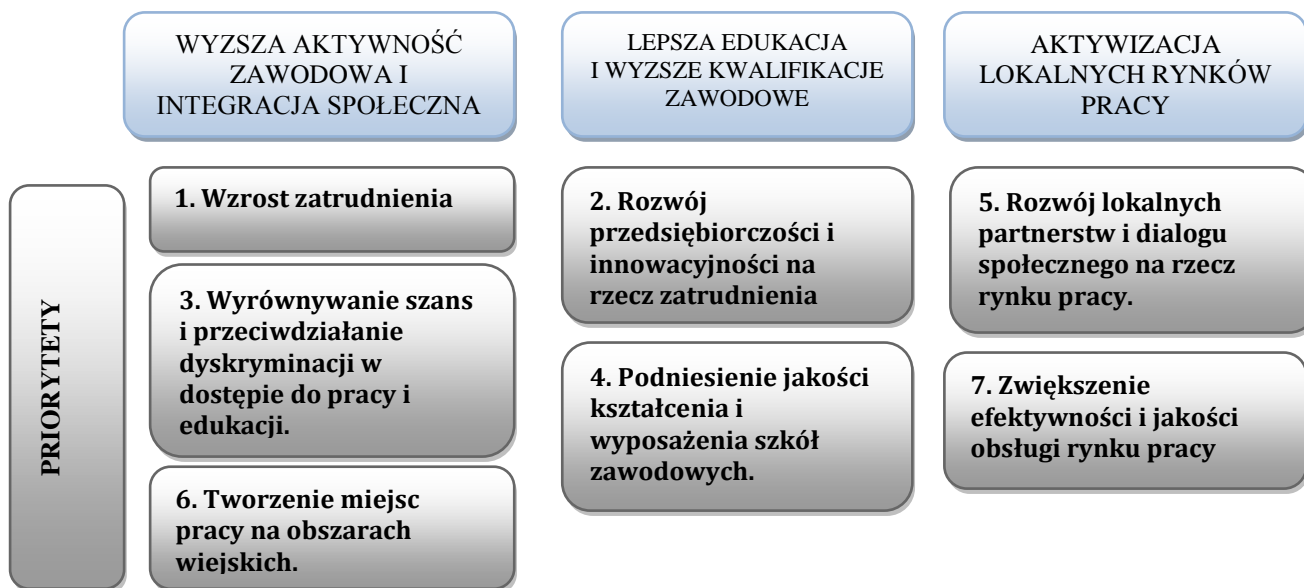 WYZSZA AKTYWNOŚĆ
ZAWODOWA I
INTEGRACJA SPOŁECZNA
LEPSZA EDUKACJA
I WYZSZE KWALIFIKACJE
ZAWODOWE
AKTYWIZACJA
LOKALNYCH RYNKÓW
PRACY
PRIORYTETY
1. Wzrost zatrudnienia
3. Wyrównywanie szans
i przeciwdziałanie
dyskryminacji w
dostępie do pracy i
edukacji.
6. Tworzenie miejsc
pracy na obszarach
wiejskich.
2. Rozwój
przedsiębiorczości i
innowacyjności na
rzecz zatrudnienia
4. Podniesienie jakości
kształcenia i
wyposażenia szkół
zawodowych.
5. Rozwój lokalnych
partnerstw i dialogu
społecznego na rzecz
rynku pracy.
7. Zwiększenie
efektywności i jakości
obsługi rynku pracy